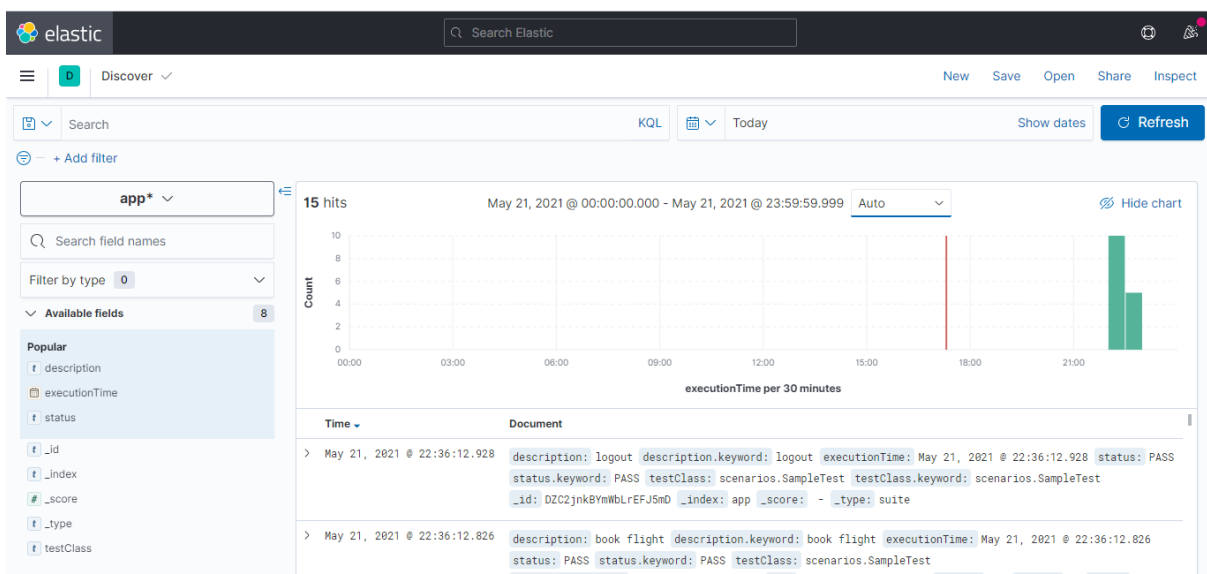 elastic
Search Elastic
D Discover
New Save Open Share Inspect
Search KQL Today Show dates Refresh
+ Add filter
app*
Search field names
Filter by type 0
Available fields 8
Popular
t description
executionTime
t status
t _id
t _index
# _score
t _type
t testClass
15 hits May 21, 2021 @ 00:00:00.000 - May 21, 2021 @ 23:59:59.999 Auto Hide chart
Count
10
8
6
4
2
0
00:00 03:00 06:00 09:00 12:00 15:00 18:00 21:00
executionTime per 30 minutes
Time Document
May 21, 2021 @ 22:36:12.928 description: logout description.keyword: logout executionTime: May 21, 2021 @ 22:36:12.928 status: PASS
status.keyword: PASS testClass: scenarios.SampleTest testClass.keyword: scenarios.SampleTest
_id: DZC2jnkBYmWbLrEFJ5mD _index: app _score: - _type: suite
May 21, 2021 @ 22:36:12.826 description: book flight description.keyword: book flight executionTime: May 21, 2021 @ 22:36:12.826
status: PASS status.keyword: PASS testClass: scenarios.SampleTest